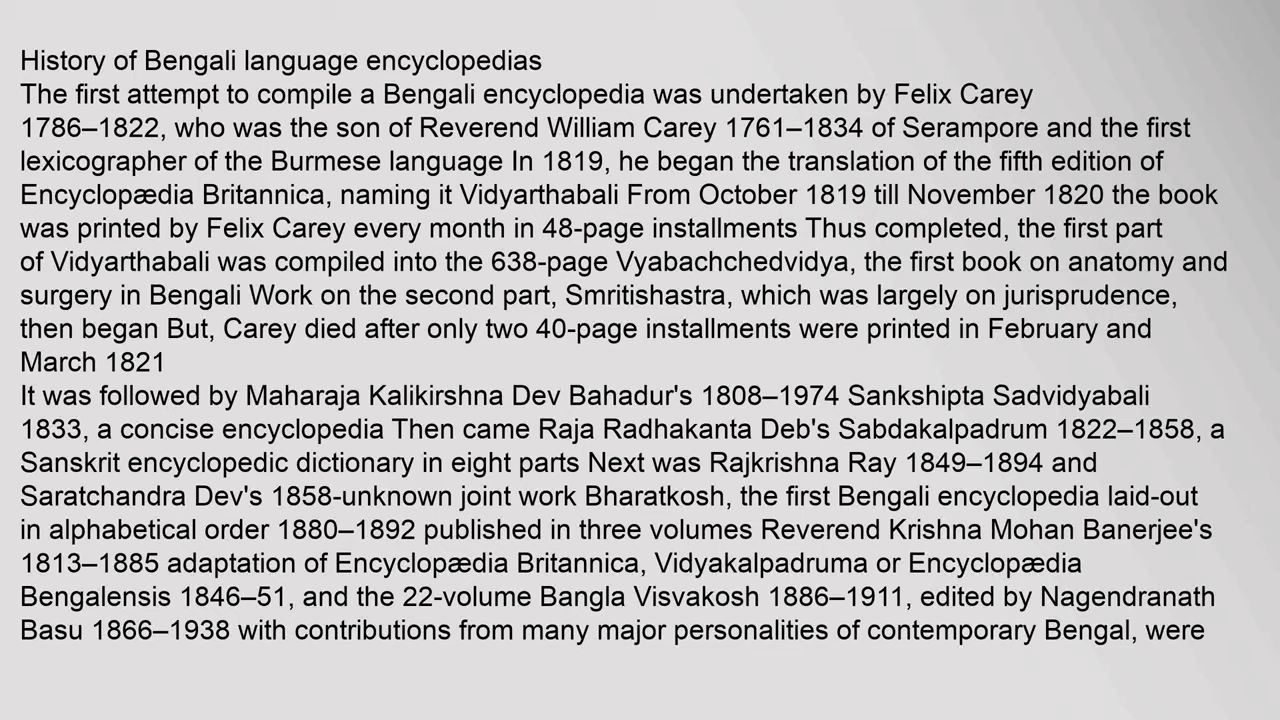 History of Bengali language encyclopedias
The first attempt to compile a Bengali encyclopedia was undertaken by Felix Carey
1786–1822, who was the son of Reverend William Carey 1761–1834 of Serampore and the first
lexicographer of the Burmese language In 1819, he began the translation of the fifth edition of
Encyclopædia Britannica, naming it Vidyarthabali From October 1819 till November 1820 the book
was printed by Felix Carey every month in 48-page installments Thus completed, the first part
of Vidyarthabali was compiled into the 638-page Vyabachchedvidya, the first book on anatomy and
surgery in Bengali Work on the second part, Smritishastra, which was largely on jurisprudence,
then began But, Carey died after only two 40-page installments were printed in February and
March 1821
It was followed by Maharaja Kalikirshna Dev Bahadur's 1808–1974 Sankshipta Sadvidyabali
1833, a concise encyclopedia Then came Raja Radhakanta Deb's Sabdakalpadrum 1822–1858, a
Sanskrit encyclopedic dictionary in eight parts Next was Rajkrishna Ray 1849–1894 and
Saratchandra Dev's 1858-unknown joint work Bharatkosh, the first Bengali encyclopedia laid-out
in alphabetical order 1880–1892 published in three volumes Reverend Krishna Mohan Banerjee's
1813–1885 adaptation of Encyclopædia Britannica, Vidyakalpadruma or Encyclopædia
Bengalensis 1846–51, and the 22-volume Bangla Visvakosh 1886–1911, edited by Nagendranath
Basu 1866–1938 with contributions from many major personalities of contemporary Bengal, were